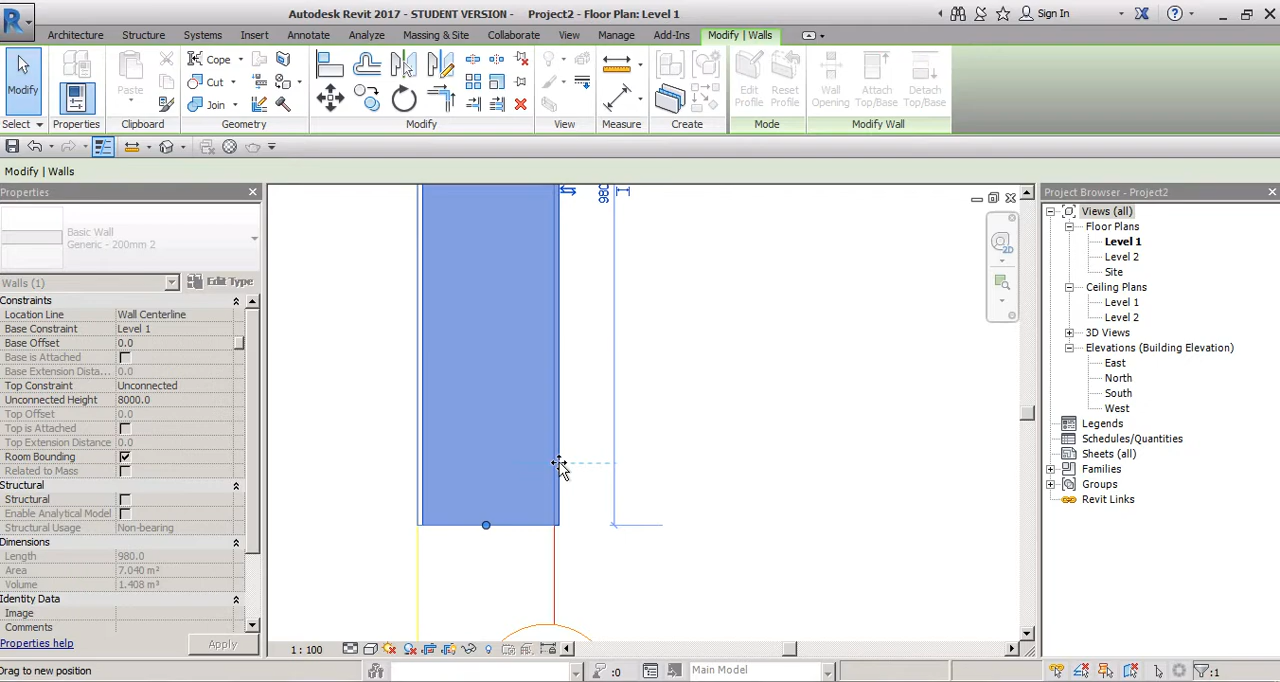 Autodesk Revit 2017 - STUDENT VERSION - Project2 - Floor Plan: Level 1
Sign In
Architecture Structure Systems Insert Annotate Analyze Massing & Site Collaborate View Manage Add-Ins Modify | Walls
Modify
Paste
Cope
Cut
Join
Edit Profile
Reset Profile
Wall Opening
Attach Top/Base
Detach Top/Base
Select Properties Clipboard Geometry Modify View Measure Create Mode Modify Wall
Modify | Walls
Properties
Basic Wall
Generic - 200mm 2
Walls (1) Edit Type
Constraints
Location Line Wall Centerline
Base Constraint Level 1
Base Offset 0.0
Base is Attached
Base Extension Dista... 0.0
Top Constraint Unconnected
Unconnected Height 8000.0
Top Offset 0.0
Top is Attached
Top Extension Distance 0.0
Room Bounding
Related to Mass
Structural
Structural
Enable Analytical Model
Structural Usage Non-bearing
Dimensions
Length 980.0
Area 7.040 m²
Volume 1.408 m³
Identity Data
Image
Comments
Properties help Apply
980
2D
Project Browser - Project2
Views (all)
Floor Plans
Level 1
Level 2
Site
Ceiling Plans
Level 1
Level 2
3D Views
Elevations (Building Elevation)
East
North
South
West
Legends
Schedules/Quantities
Sheets (all)
Families
Groups
Revit Links
1 : 100
Drag to new position
:0
Main Model
:1